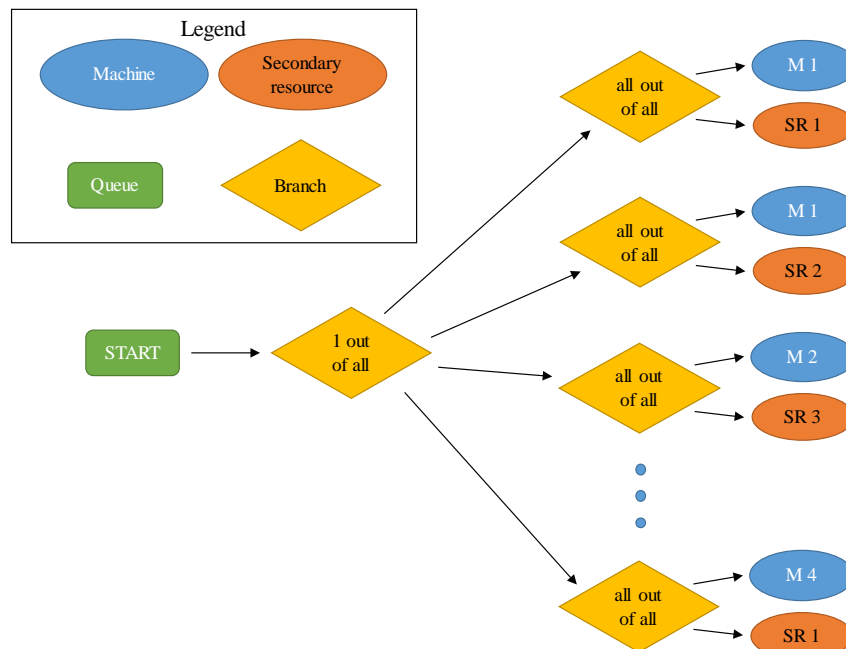 Legend
Machine
Secondary
resource
Queue
Branch
all out
of all
M 1
SR 1
all out
of all
M 1
SR 2
START
1 out
of all
all out
of all
M 2
SR 3
all out
of all
M 4
SR 1